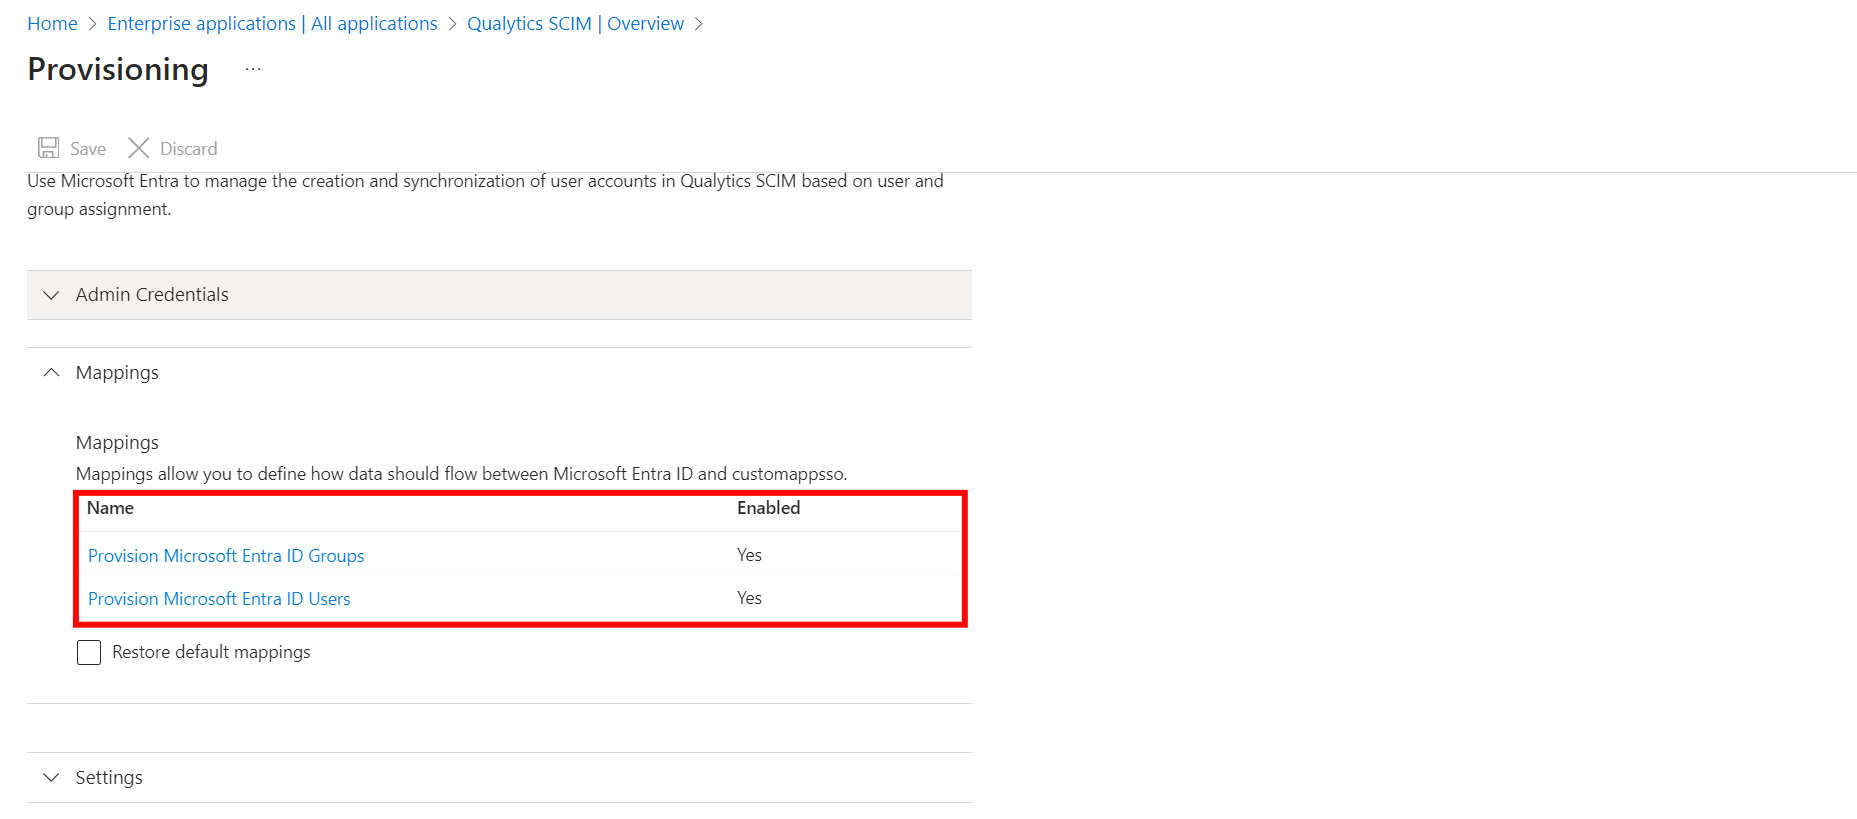 Home > Enterprise applications | All applications > Qualytics SCIM | Overview >
Provisioning ...
Save Discard
Use Microsoft Entra to manage the creation and synchronization of user accounts in Qualytics SCIM based on user and
group assignment.
Admin Credentials
Mappings
Mappings
Mappings allow you to define how data should flow between Microsoft Entra ID and customappsso.
Name Enabled
Provision Microsoft Entra ID Groups Yes
Provision Microsoft Entra ID Users Yes
Restore default mappings
Settings